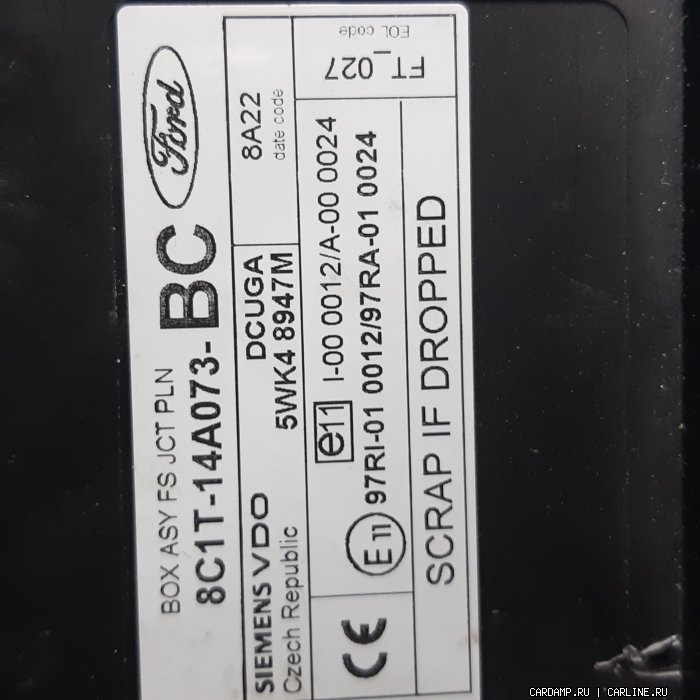 BOX ASY FS JCT PLN
Ford
8C1T-14A073-BC
SIEMENS VDO
DCUGA
8A22
Czech Republic
5WK4 8947M
date code
FT_027
EOL code
e11 I-00 0012/A-00 0024
CE
E11 97RI-01 0012/97RA-01 0024
SCRAP IF DROPPED
CARDAMP.RU | CARLINE.RU